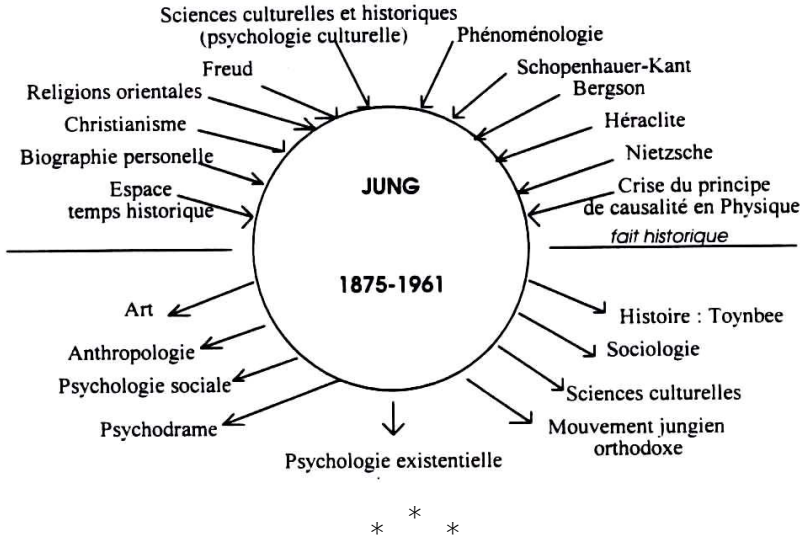 Sciences culturelles et historiques
(psychologie culturelle)
Phénoménologie
Freud
Schopenhauer-Kant
Religions orientales
Bergson
Christianisme
Héraclite
Biographie personelle
Nietzsche
JUNG
Espace
temps historique
Crise du principe
de causalité en Physique
fait historique
1875-1961
Art
Histoire : Toynbee
Anthropologie
Sociologie
Psychologie sociale
Sciences culturelles
Psychodrame
Mouvement jungien
orthodoxe
Psychologie existentielle
* * *